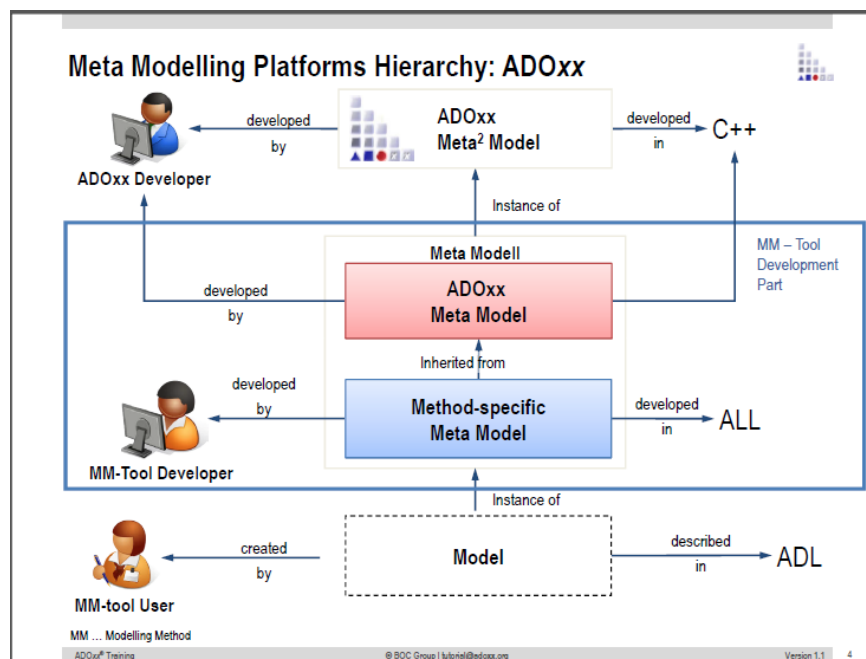 Meta Modelling Platforms Hierarchy: ADOxx
developed
by
ADOxx
Meta² Model
developed
in
C++
ADOxx Developer
Instance of
Meta Modell
MM – Tool
Development
Part
developed
by
ADOxx
Meta Model
Inherited from
developed
by
Method-specific
Meta Model
developed
in
ALL
MM-Tool Developer
Instance of
created
by
Model
described
in
ADL
MM-tool User
MM ... Modelling Method
ADOxx® Training
© BOC Group | tutorial@adoxx.org
Version 1.1
4